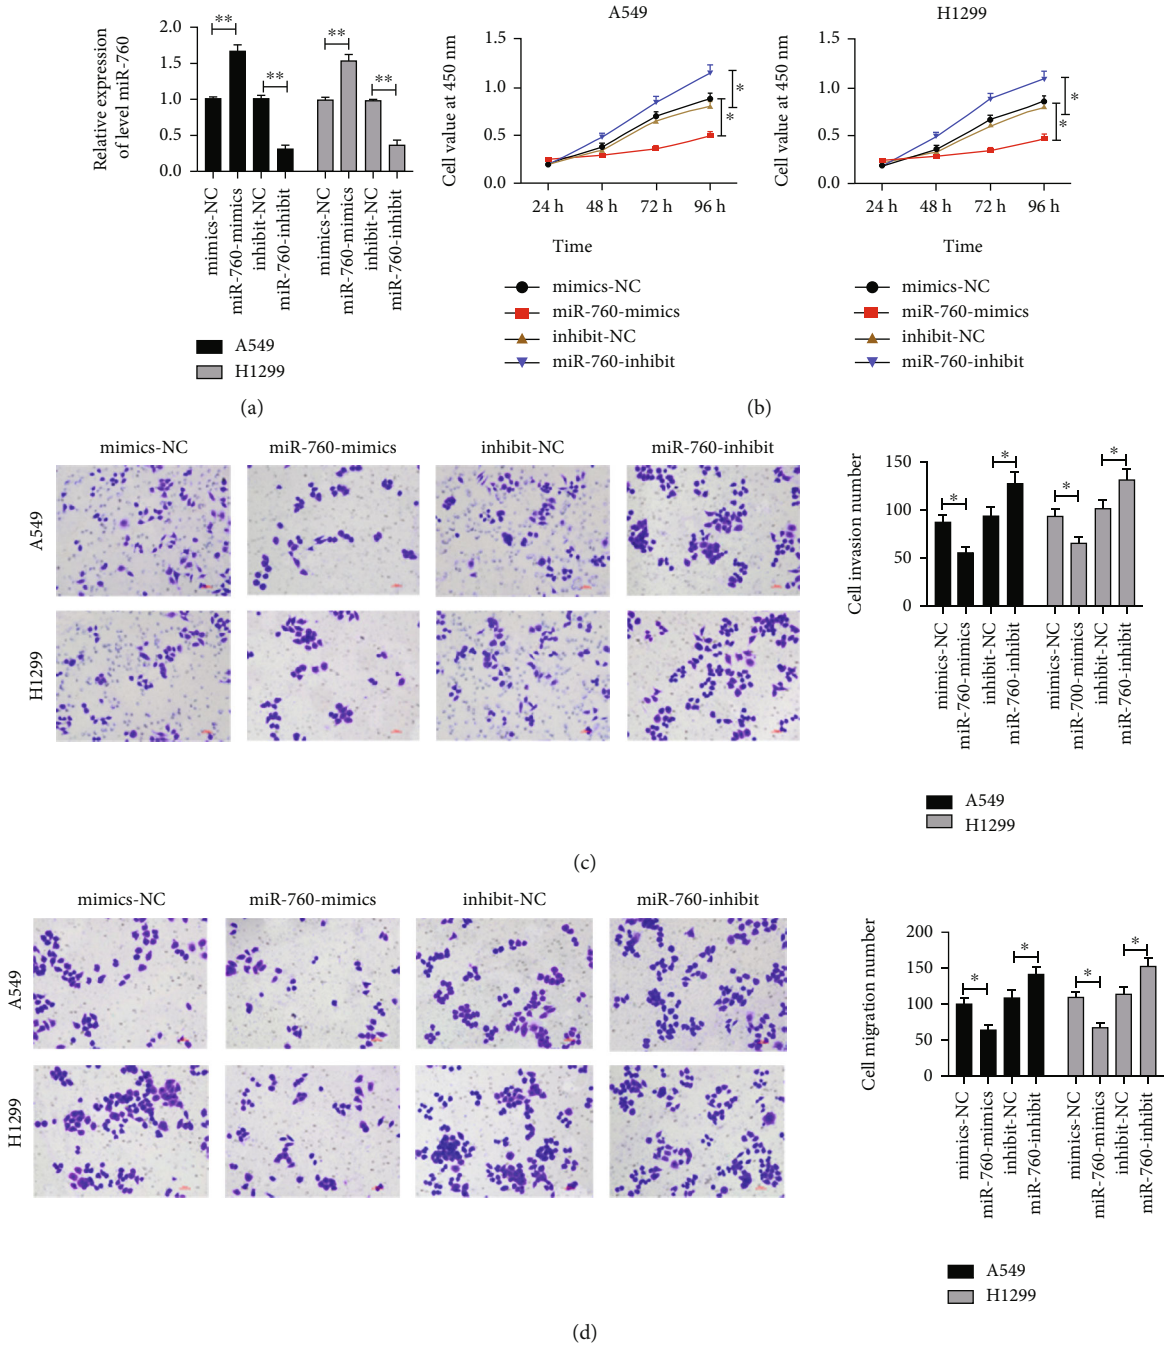 Relative expression
of level miR-760
2.0
1.5
1.0
0.5
0.0
**
**
**
**
mimics-NC
miR-760-mimics
inhibit-NC
miR-760-inhibit
mimics-NC
miR-760-mimics
inhibit-NC
miR-760-inhibit
A549
H1299
(a)
A549
Cell value at 450 nm
1.5
1.0
0.5
0.0
*
*
24 h
48 h
72 h
96 h
Time
mimics-NC
miR-760-mimics
inhibit-NC
miR-760-inhibit
H1299
Cell value at 450 nm
1.5
1.0
0.5
0.0
*
*
24 h
48 h
72 h
96 h
Time
mimics-NC
miR-760-mimics
inhibit-NC
miR-760-inhibit
(b)
mimics-NC
miR-760-mimics
inhibit-NC
miR-760-inhibit
A549
H1299
Cell invasion number
150
100
50
0
*
*
*
*
mimics-NC
miR-760-mimics
inhibit-NC
miR-760-inhibit
mimics-NC
miR-700-mimics
inhibit-NC
miR-760-inhibit
A549
H1299
(c)
mimics-NC
miR-760-mimics
inhibit-NC
miR-760-inhibit
A549
H1299
Cell migration number
200
150
100
50
0
*
*
*
*
mimics-NC
miR-760-mimics
inhibit-NC
miR-760-inhibit
mimics-NC
miR-760-mimics
inhibit-NC
miR-760-inhibit
A549
H1299
(d)